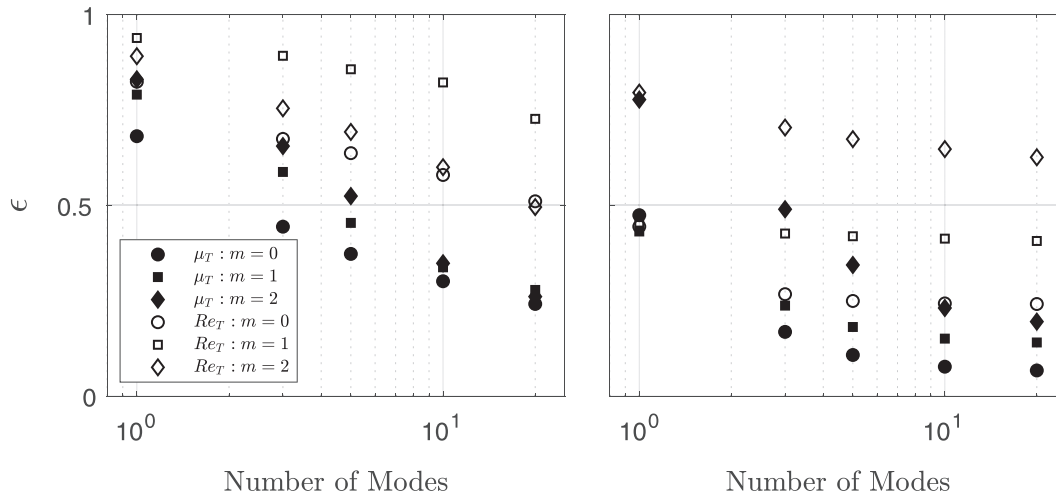 1
ϵ
0.5
0
μ_T : m = 0
μ_T : m = 1
μ_T : m = 2
Re_T : m = 0
Re_T : m = 1
Re_T : m = 2
10^0 10^1 10^0 10^1
Number of Modes Number of Modes